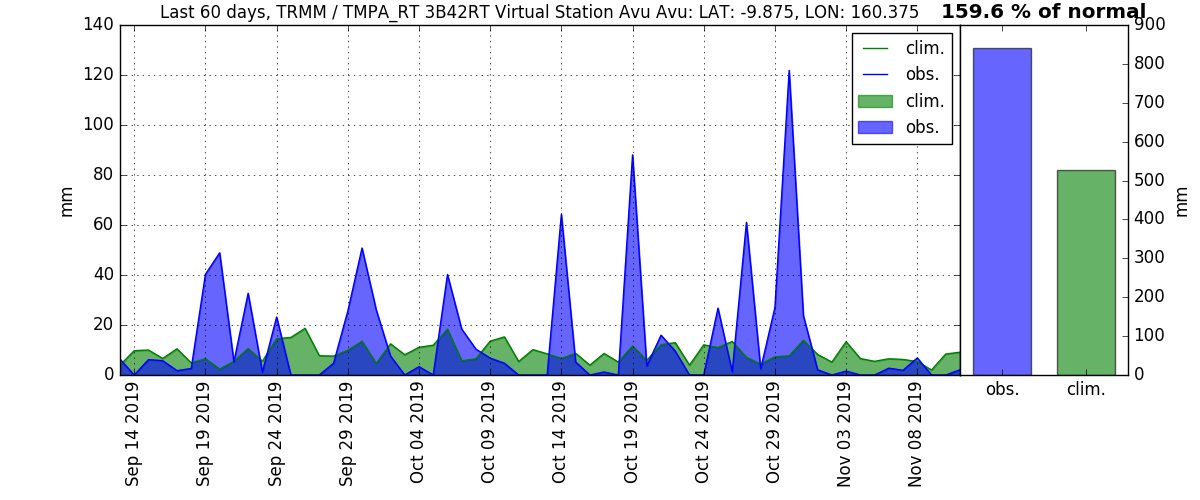 Last 60 days, TRMM / TMPA_RT 3B42RT Virtual Station Avu Avu: LAT: -9.875, LON: 160.375
159.6 % of normal
140
120
100
80
60
40
20
0
mm
clim.
obs.
clim.
obs.
900
800
700
600
500
400
300
200
100
0
mm
Sep 14 2019
Sep 19 2019
Sep 24 2019
Sep 29 2019
Oct 04 2019
Oct 09 2019
Oct 14 2019
Oct 19 2019
Oct 24 2019
Oct 29 2019
Nov 03 2019
Nov 08 2019
obs.
clim.